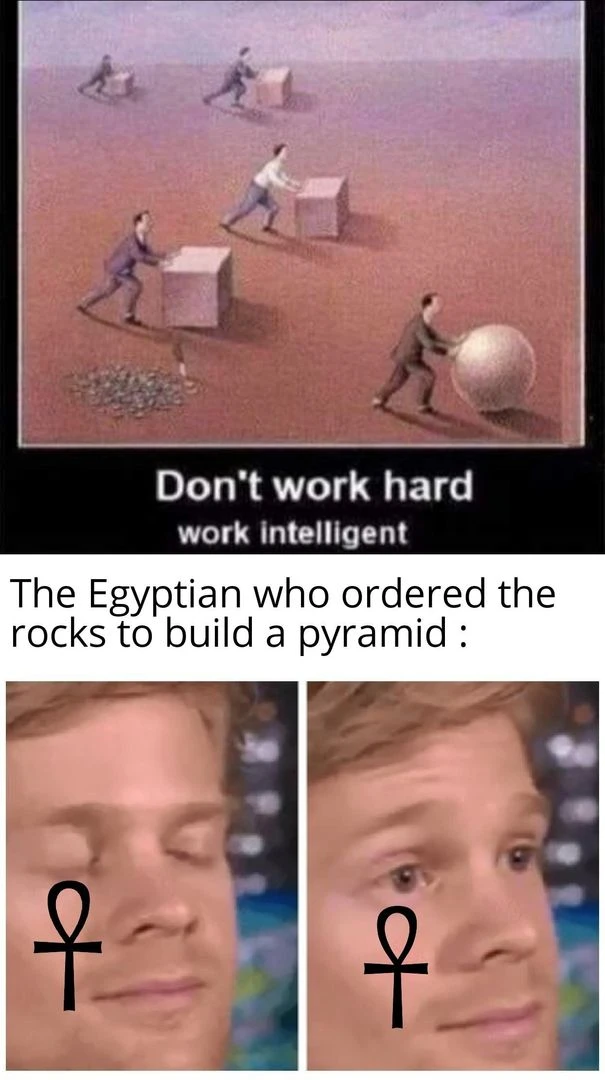 Don't work hard
work intelligent
The Egyptian who ordered the
rocks to build a pyramid :